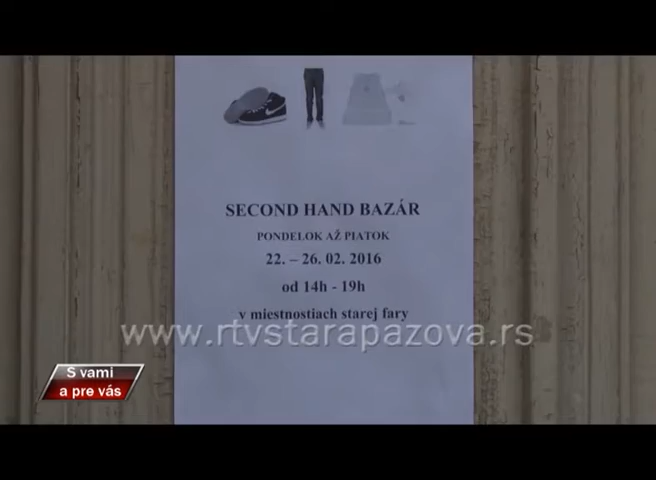 SECOND HAND BAZÁR
PONDELOK AŽ PIATOK
22. – 26. 02. 2016
od 14h - 19h
v miestnostiach starej fary
www.rtvstarapazova.rs
S vami
a pre vás